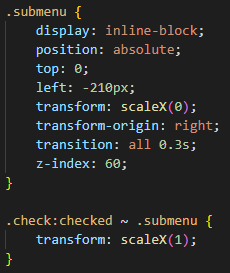 .submenu {
    display: inline-block;
    position: absolute;
    top: 0;
    left: -210px;
    transform: scaleX(0);
    transform-origin: right;
    transition: all 0.3s;
    z-index: 60;
}

.check:checked ~ .submenu {
    transform: scaleX(1);
}